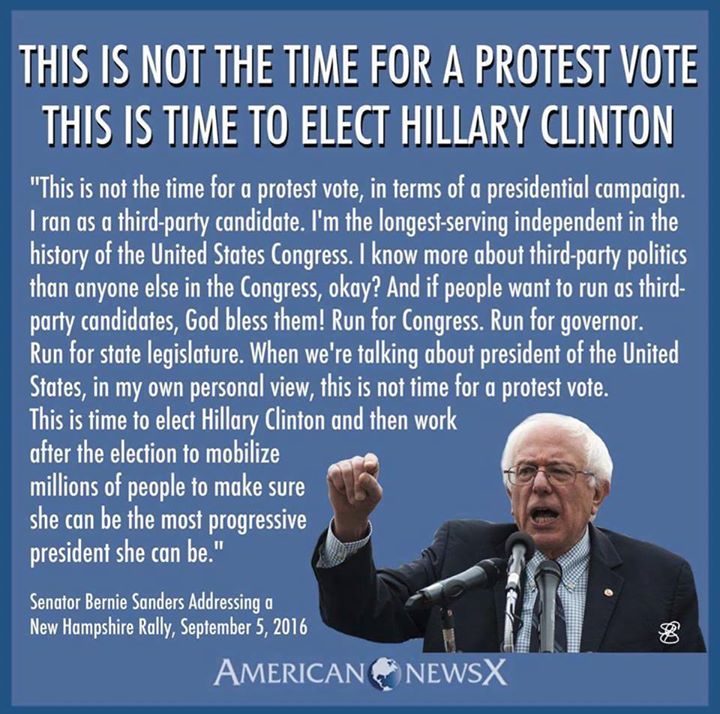 THIS IS NOT THE TIME FOR A PROTEST VOTE
THIS IS TIME TO ELECT HILLARY CLINTON
"This is not the time for a protest vote, in terms of a presidential campaign.
I ran as a third-party candidate. I'm the longest-serving independent in the
history of the United States Congress. I know more about third-party politics
than anyone else in the Congress, okay? And if people want to run as third-
party candidates, God bless them! Run for Congress. Run for governor.
Run for state legislature. When we're talking about president of the United
States, in my own personal view, this is not time for a protest vote.
This is time to elect Hillary Clinton and then work
after the election to mobilize
millions of people to make sure
she can be the most progressive
president she can be."
Senator Bernie Sanders Addressing a
New Hampshire Rally, September 5, 2016
AMERICAN NEWSX